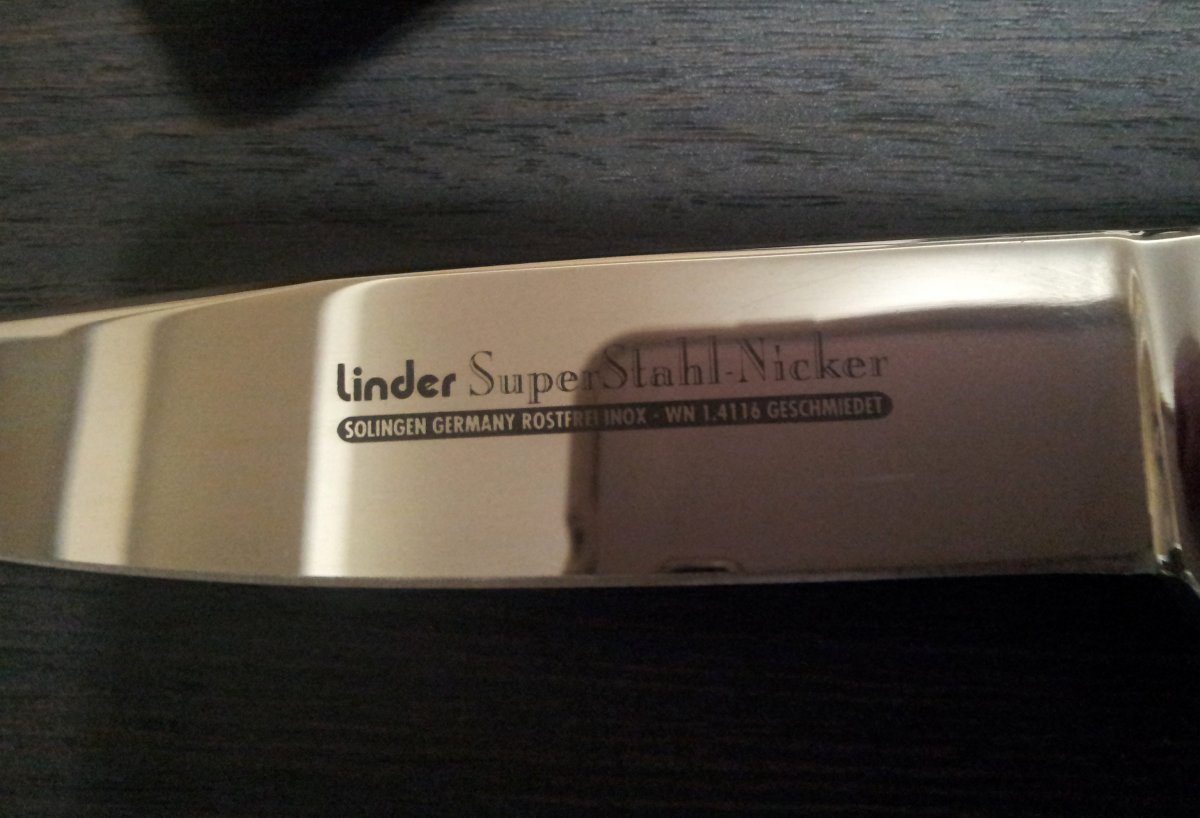 Linder SuperStahl-Nicker
SOLINGEN GERMANY ROSTFREI INOX - WN 1.4116 GESCHMIEDET